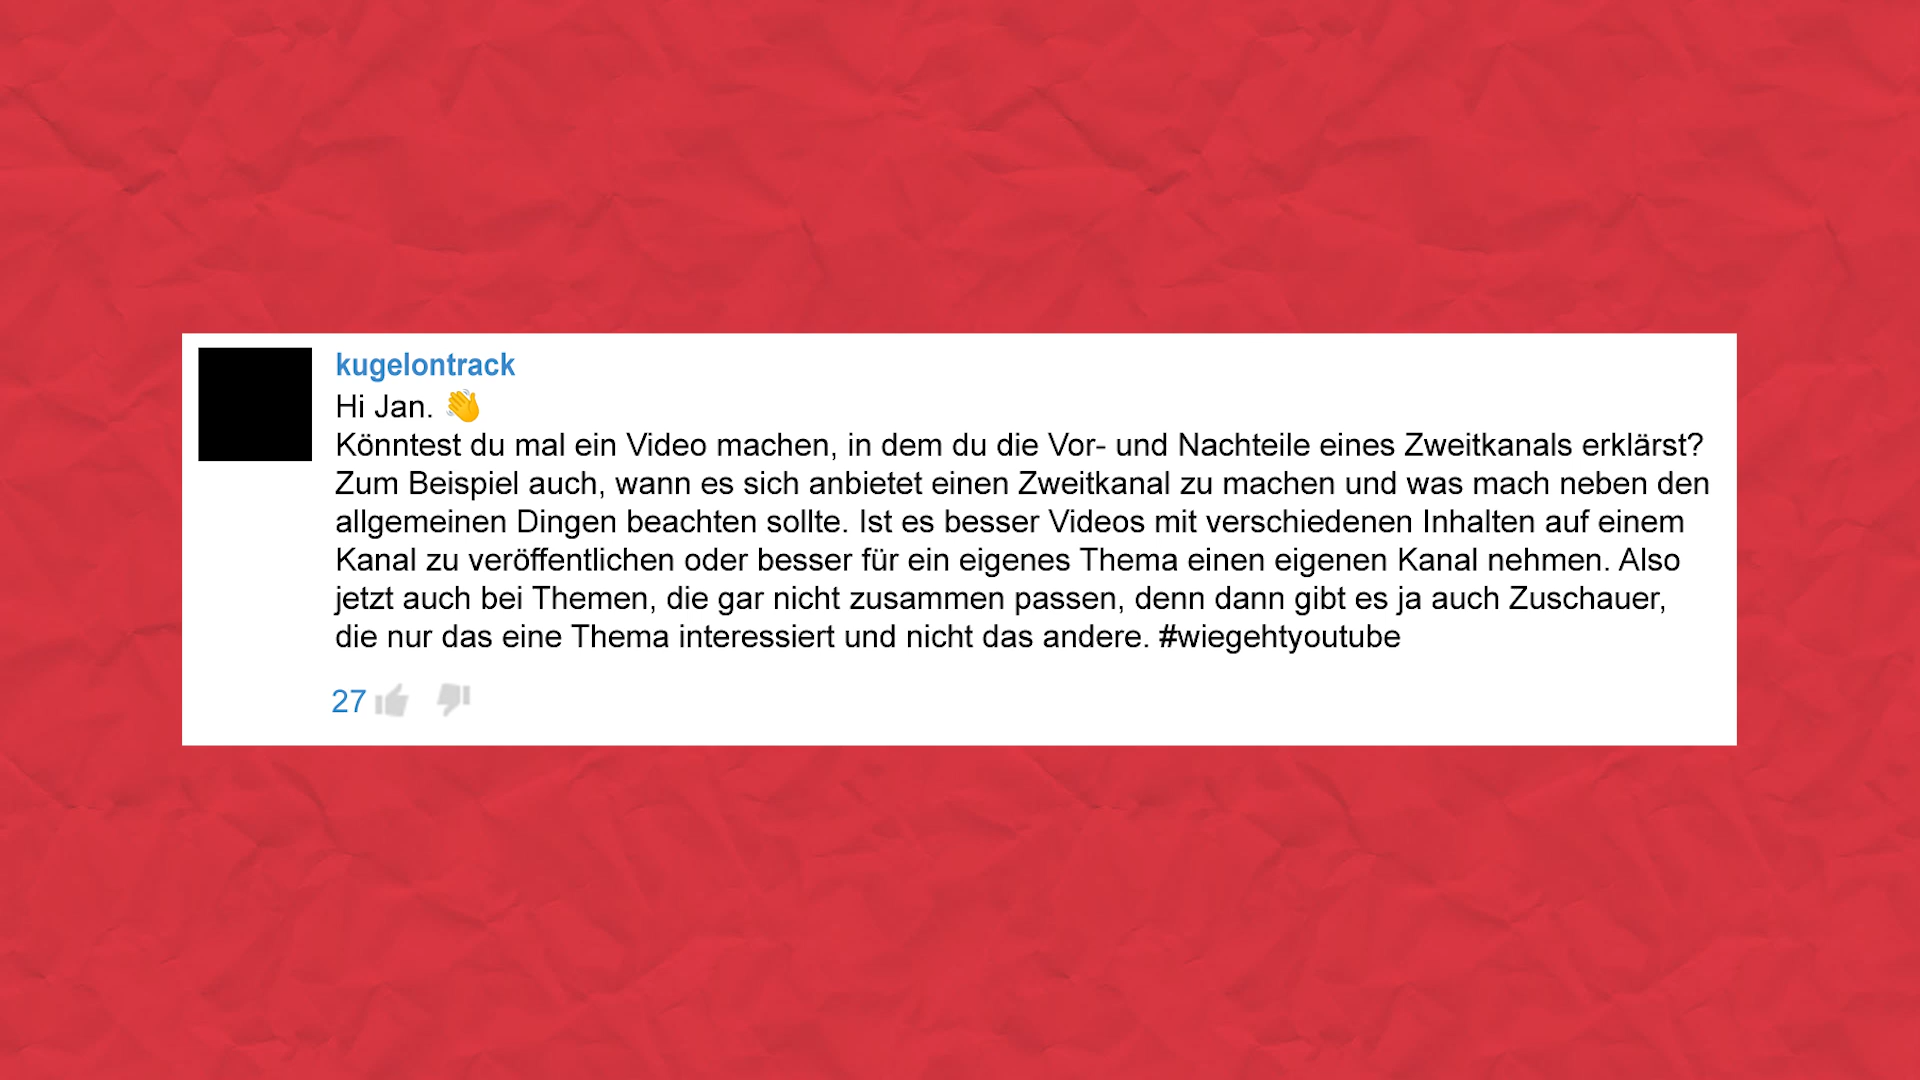 kugelontrack
Hi Jan. 👋
Könntest du mal ein Video machen, in dem du die Vor- und Nachteile eines Zweitkanals erklärst?
Zum Beispiel auch, wann es sich anbietet einen Zweitkanal zu machen und was mach neben den
allgemeinen Dingen beachten sollte. Ist es besser Videos mit verschiedenen Inhalten auf einem
Kanal zu veröffentlichen oder besser für ein eigenes Thema einen eigenen Kanal nehmen. Also
jetzt auch bei Themen, die gar nicht zusammen passen, denn dann gibt es ja auch Zuschauer,
die nur das eine Thema interessiert und nicht das andere. #wiegehtyoutube
27